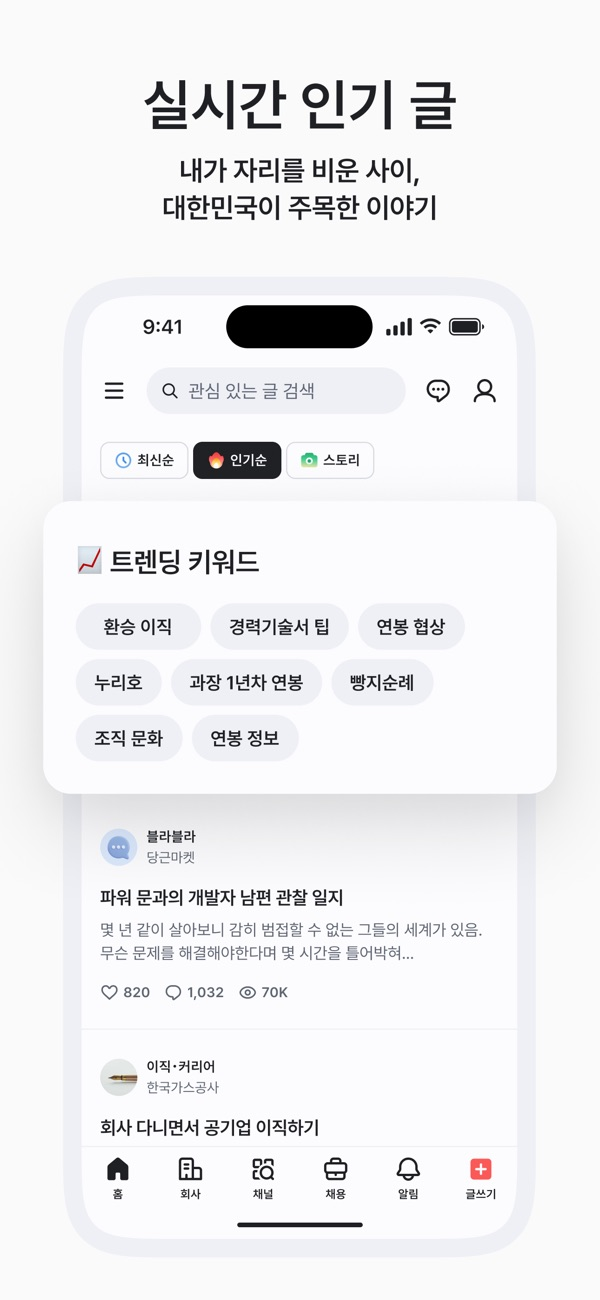 실시간 인기 글
내가 자리를 비운 사이,
대한민국이 주목한 이야기
9:41
관심 있는 글 검색
최신순 인기순 스토리
트렌딩 키워드
환승 이직 경력기술서 팁 연봉 협상
누리호 과장 1년차 연봉 빵지순례
조직 문화 연봉 정보
블라블라
당근마켓
파워 문과의 개발자 남편 관찰 일지
몇 년 같이 살아보니 감히 범접할 수 없는 그들의 세계가 있음.
무슨 문제를 해결해야한다며 몇 시간을 틀어박혀...
820 1,032 70K
이직·커리어
한국가스공사
회사 다니면서 공기업 이직하기
홈 회사 채널 채용 알림 글쓰기